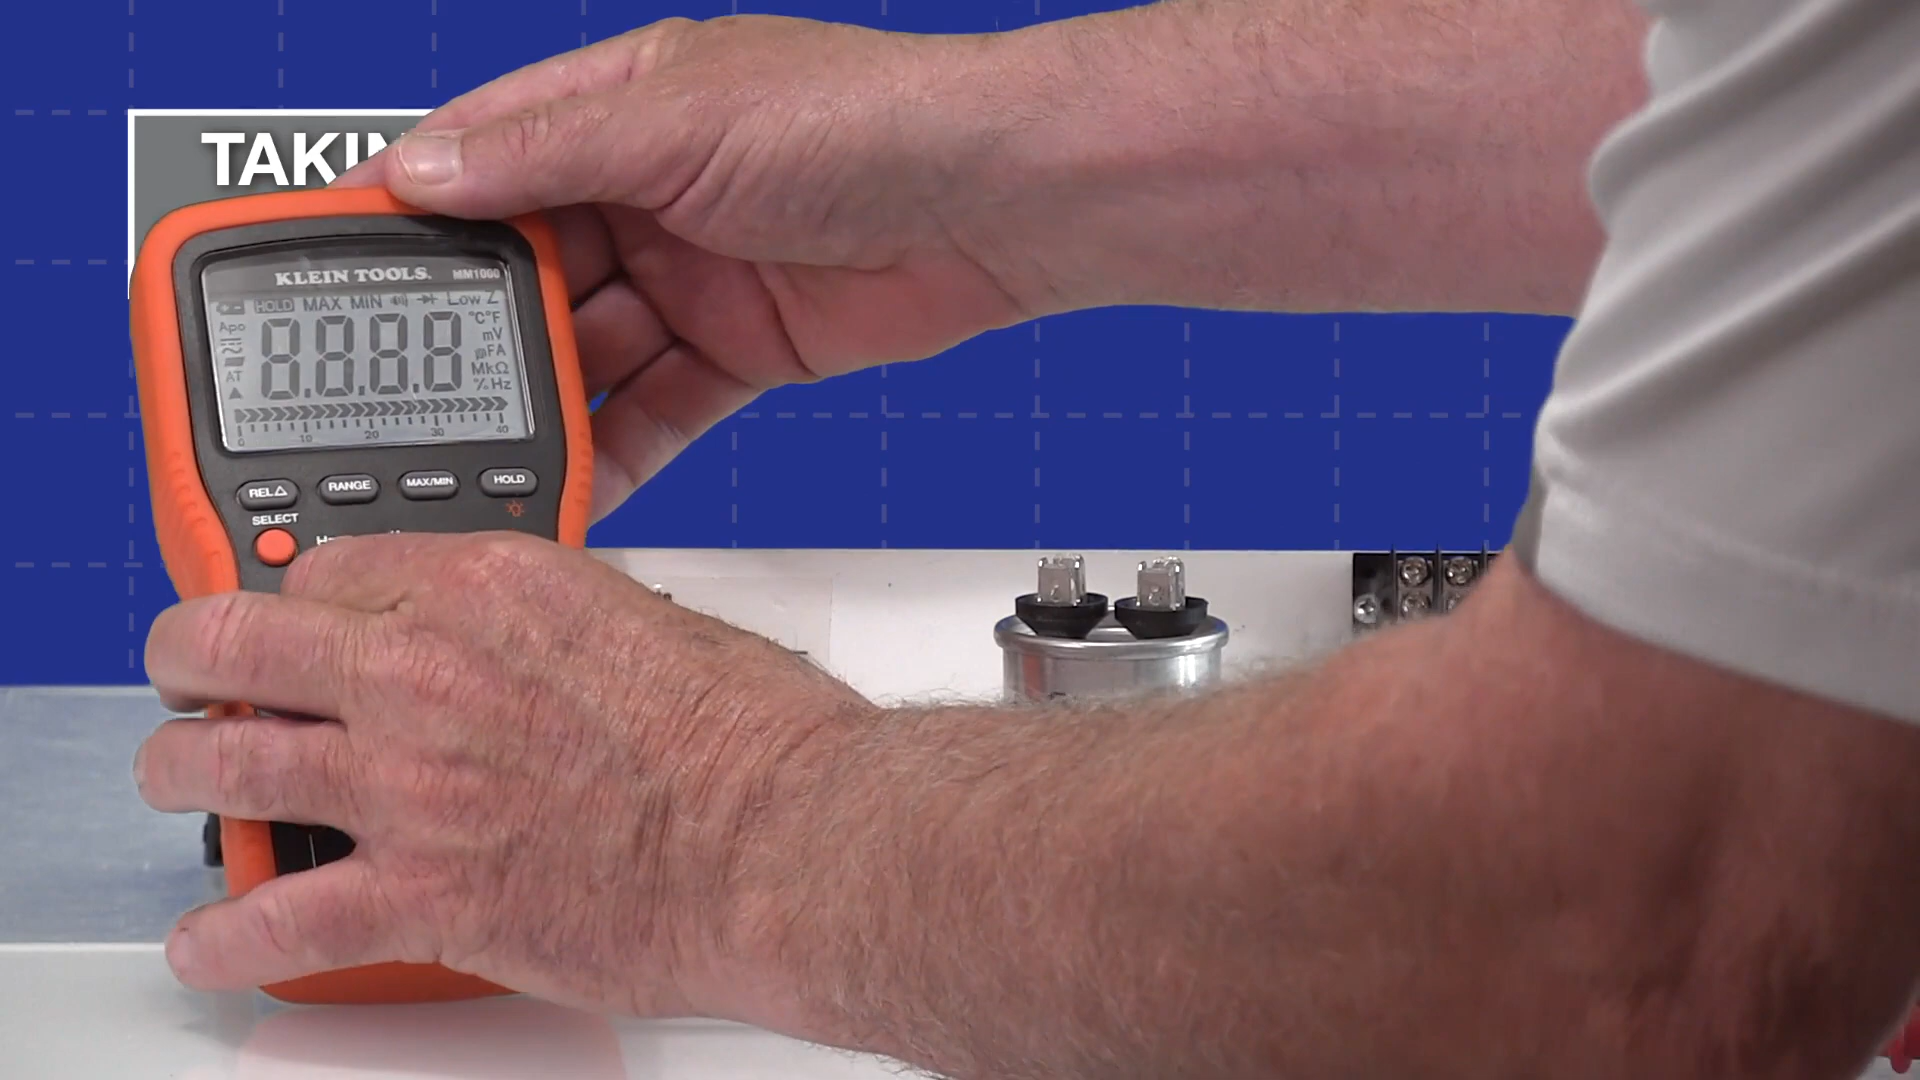 TAKIN
KLEIN TOOLS. MM1000
HOLD MAX MIN Low Z
Apo
°C°F
8.8.8.8
mV
µFA
AT
MkΩ
% Hz
0 10 20 30 40
REL△ RANGE MAX/MIN HOLD
SELECT